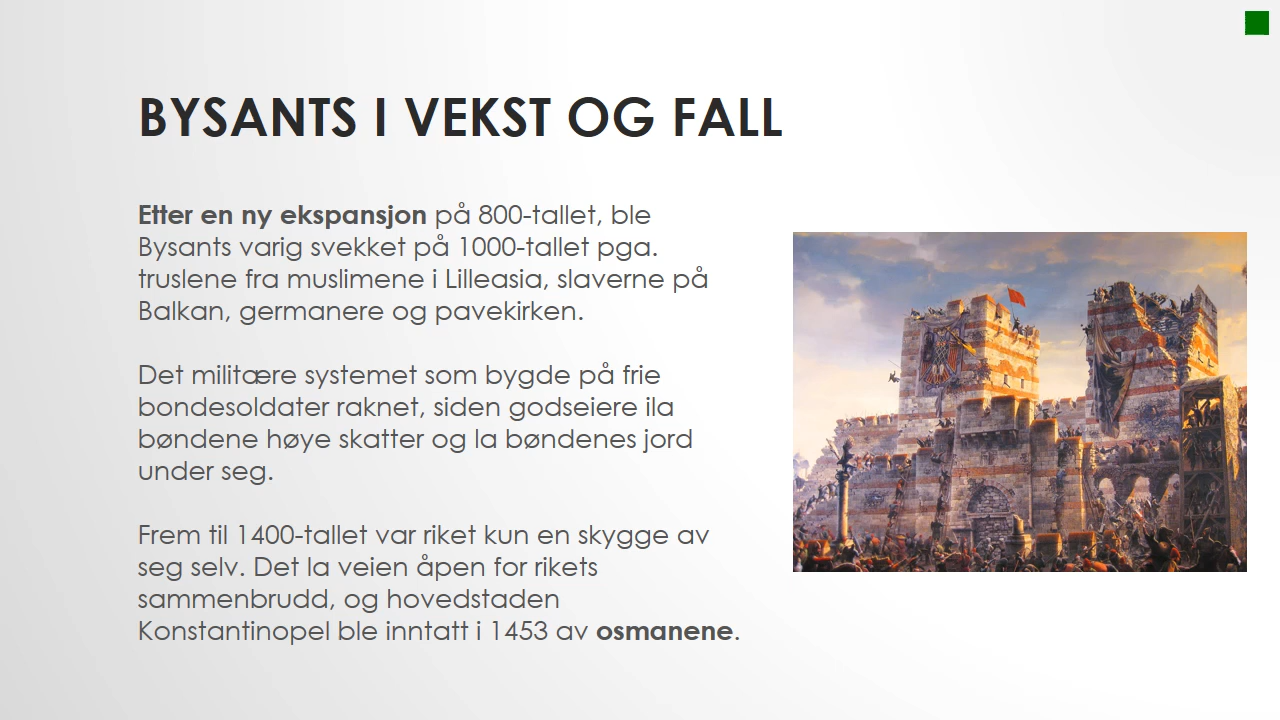 BYSANTS I VEKST OG FALL
Etter en ny ekspansjon på 800-tallet, ble
Bysants varig svekket på 1000-tallet pga.
truslene fra muslimene i Lilleasia, slaverne på
Balkan, germanere og pavekirken.
Det militære systemet som bygde på frie
bondesoldater raknet, siden godseiere ila
bøndene høye skatter og la bøndenes jord
under seg.
Frem til 1400-tallet var riket kun en skygge av
seg selv. Det la veien åpen for rikets
sammenbrudd, og hovedstaden
Konstantinopel ble inntatt i 1453 av osmanene.